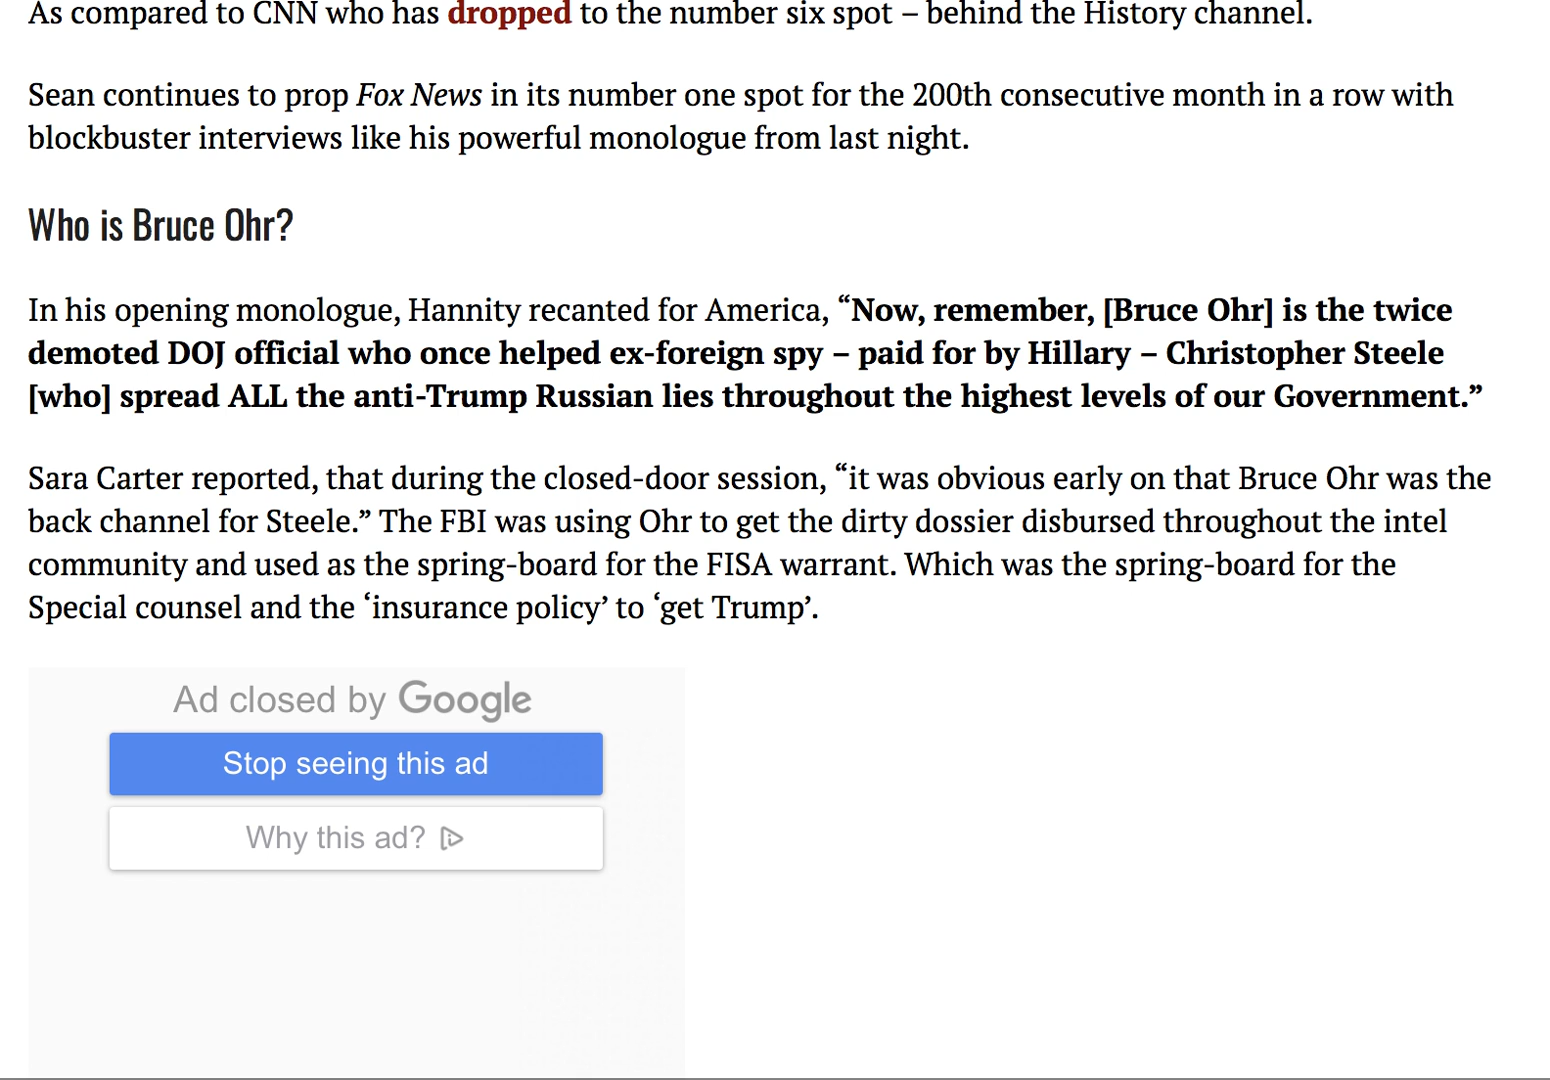 As compared to CNN who has dropped to the number six spot – behind the History channel.
Sean continues to prop Fox News in its number one spot for the 200th consecutive month in a row with
blockbuster interviews like his powerful monologue from last night.
Who is Bruce Ohr?
In his opening monologue, Hannity recanted for America, “Now, remember, [Bruce Ohr] is the twice
demoted DOJ official who once helped ex-foreign spy – paid for by Hillary – Christopher Steele
[who] spread ALL the anti-Trump Russian lies throughout the highest levels of our Government.”
Sara Carter reported, that during the closed-door session, “it was obvious early on that Bruce Ohr was the
back channel for Steele.” The FBI was using Ohr to get the dirty dossier disbursed throughout the intel
community and used as the spring-board for the FISA warrant. Which was the spring-board for the
Special counsel and the ‘insurance policy’ to ‘get Trump’.
Ad closed by Google
Stop seeing this ad
Why this ad?